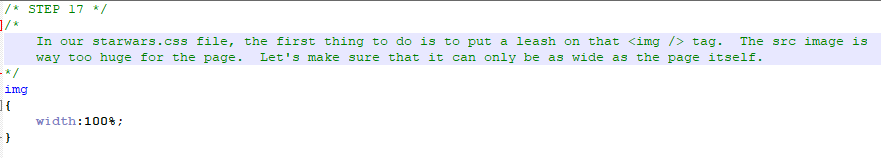 /* STEP 17 */
/*
In our starwars.css file, the first thing to do is to put a leash on that <img /> tag.  The src image is
way too huge for the page.  Let's make sure that it can only be as wide as the page itself.
*/
img
{
width:100%;
}